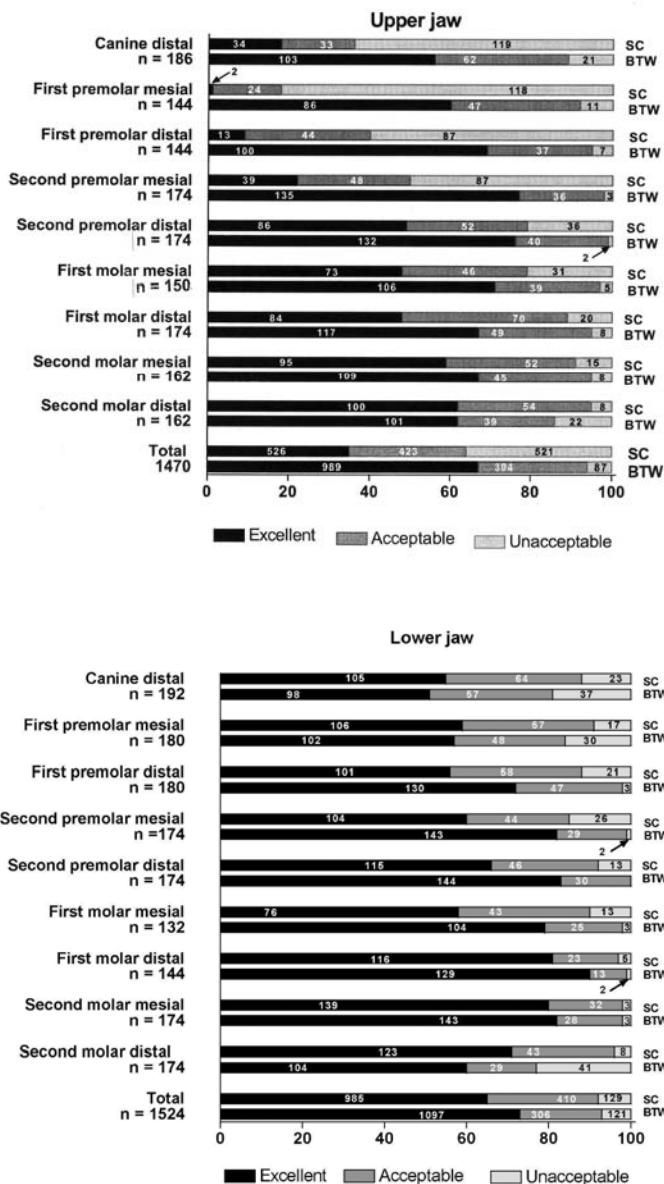 Upper jaw
Canine distal 34 33 119 SC
n = 186 103 62 21 BTW
2
First premolar mesial 24 118 SC
n = 144 86 47 11 BTW
First premolar distal 13 44 87 SC
n = 144 100 37 7 BTW
Second premolar mesial 39 48 87 SC
n = 174 135 36 3 BTW
Second premolar distal 86 52 36 SC
n = 174 132 40 BTW
2
First molar mesial 73 46 31 SC
n = 150 106 39 5 BTW
First molar distal 84 70 20 SC
n = 174 117 49 8 BTW
Second molar mesial 95 52 15 SC
n = 162 109 45 8 BTW
Second molar distal 100 54 8 SC
n = 162 101 39 22 BTW
Total 526 423 521 SC
1470 989 394 87 BTW
0 20 40 60 80 100
Excellent Acceptable Unacceptable
Lower jaw
Canine distal 105 64 23 SC
n = 192 98 57 37 BTW
First premolar mesial 106 57 17 SC
n = 180 102 48 30 BTW
First premolar distal 101 58 21 SC
n = 180 130 47 3 BTW
Second premolar mesial 104 44 26 SC
n =174 143 29 BTW
2
Second premolar distal 115 46 13 SC
n = 174 144 30 BTW
First molar mesial 76 43 13 SC
n = 132 104 25 3 BTW
First molar distal 116 23 5 SC
n = 144 129 13 BTW
2
Second molar mesial 139 32 3 SC
n = 174 143 28 3 BTW
Second molar distal 123 43 8 SC
n = 174 104 29 41 BTW
Total 985 410 129 SC
n = 1524 1097 306 121 BTW
0 20 40 60 80 100
Excellent Acceptable Unacceptable